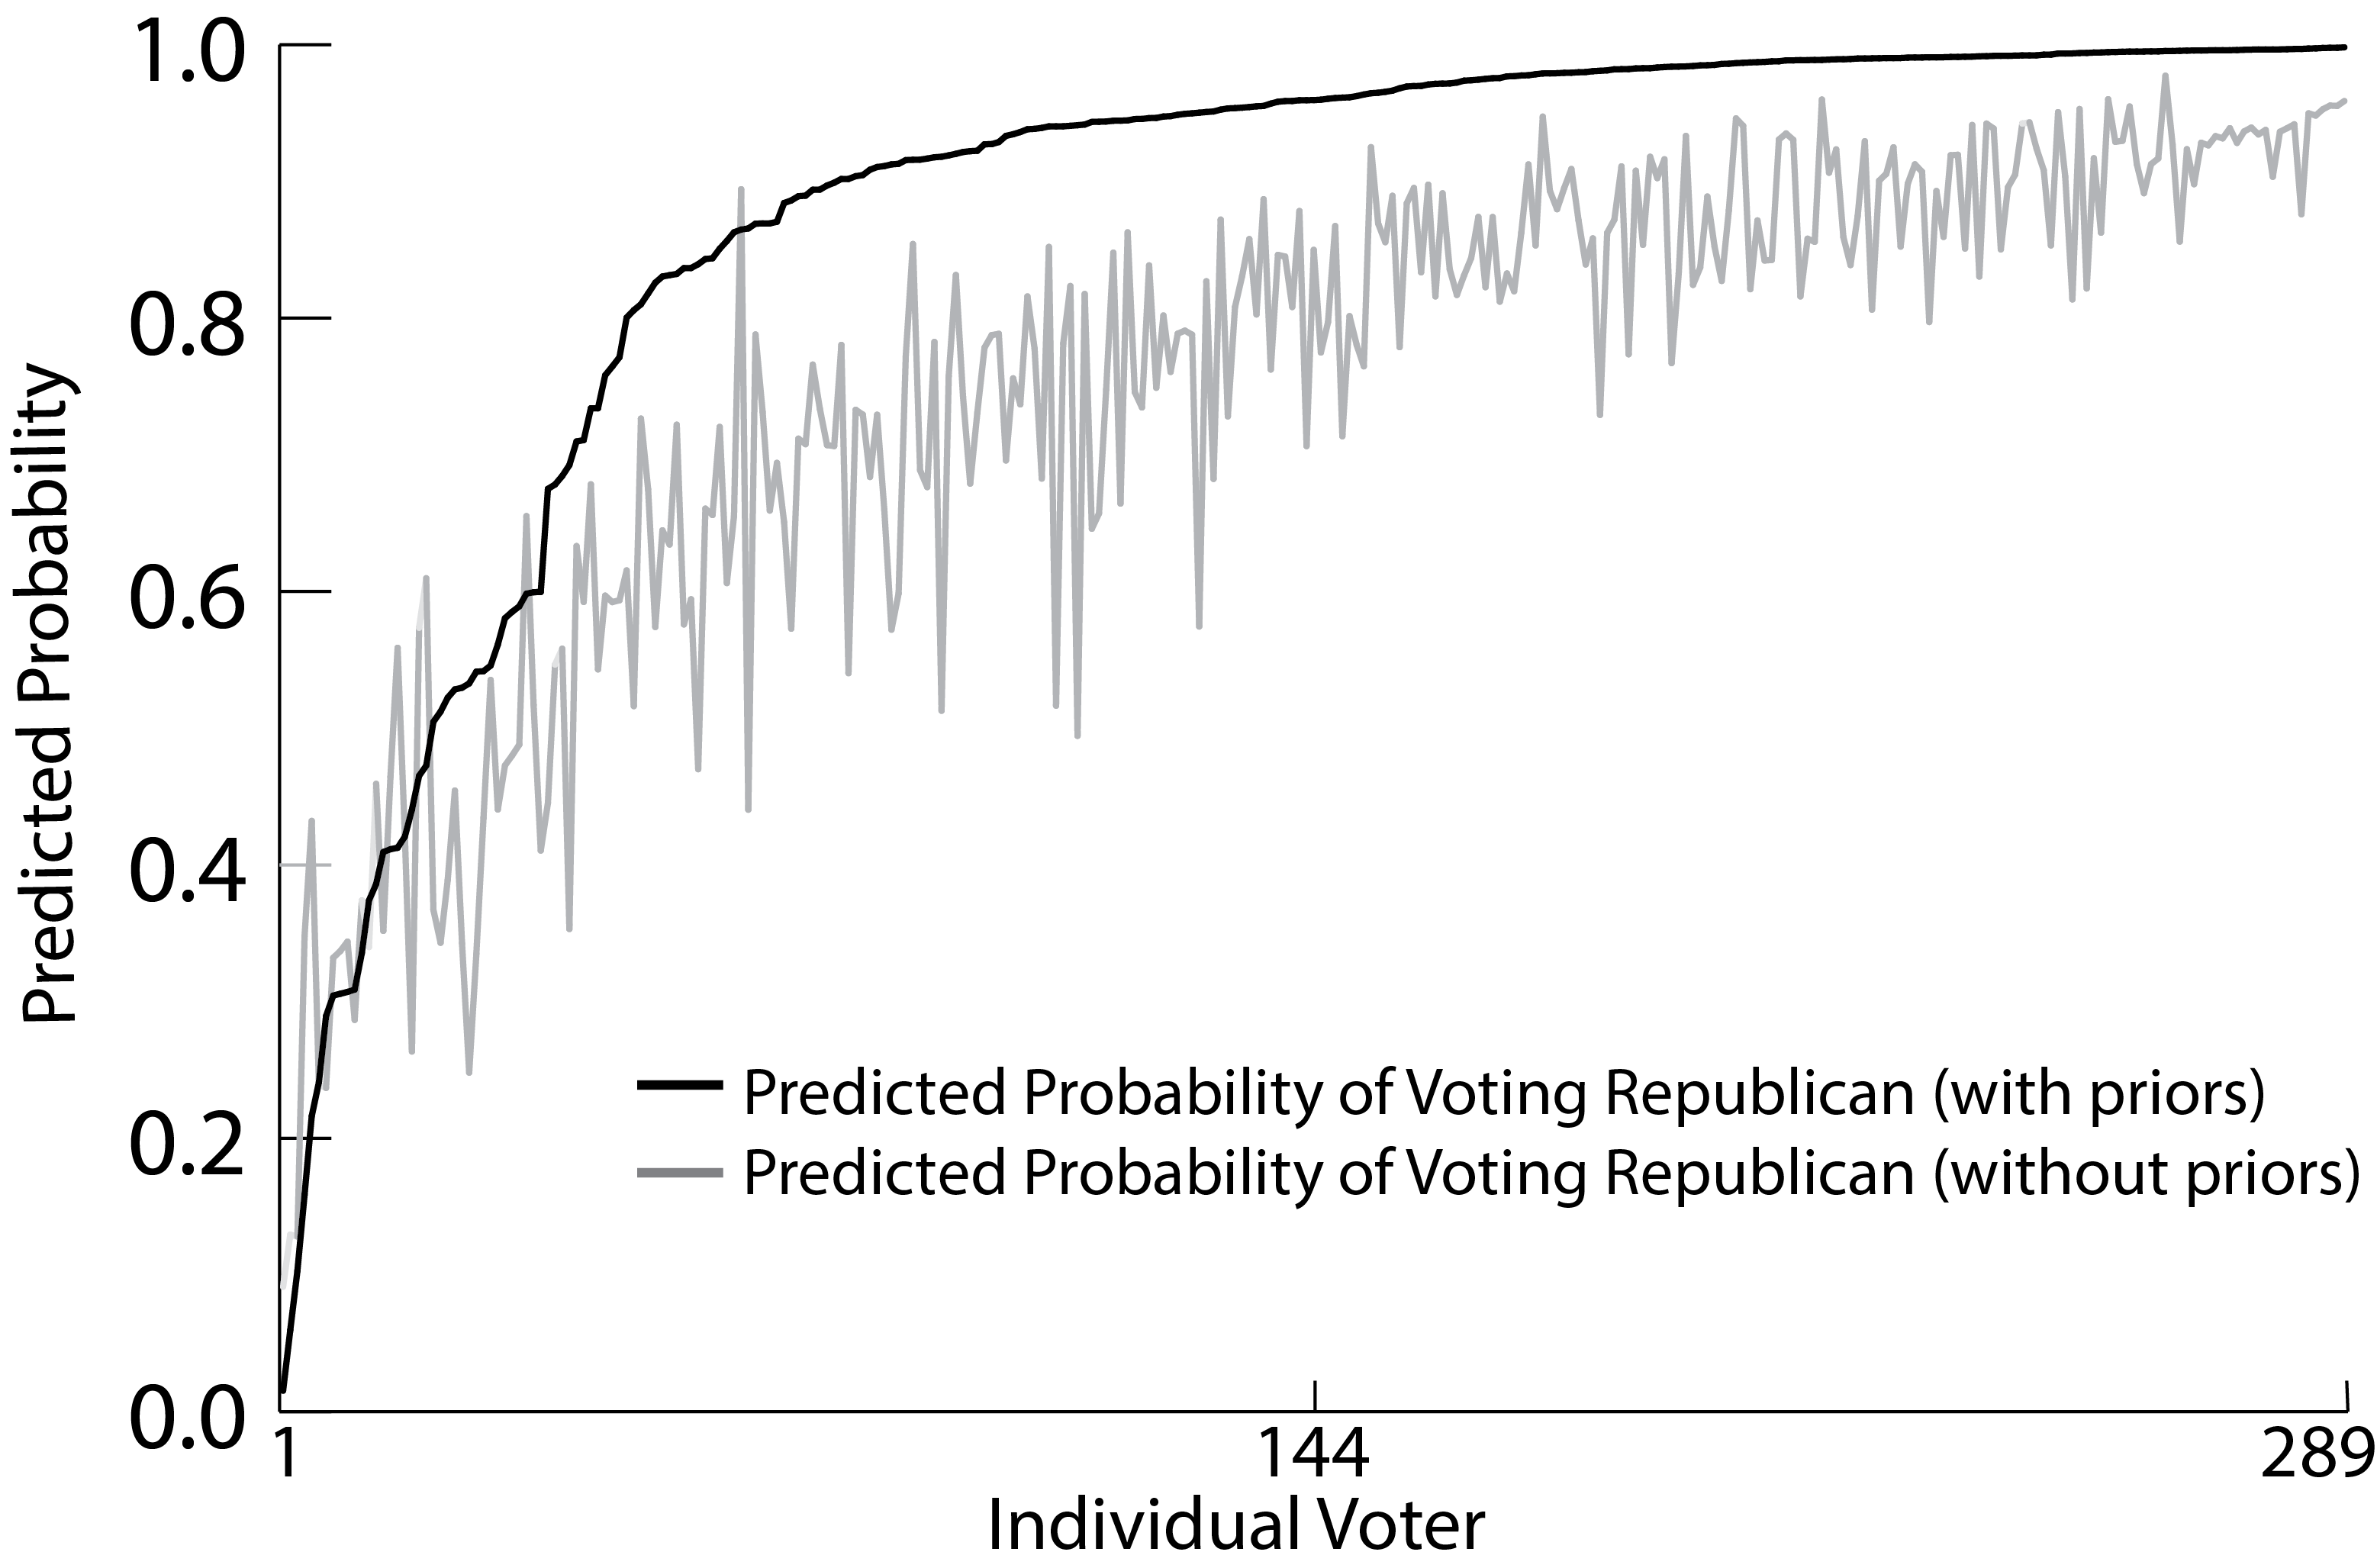 1.0
0.8
0.6
0.4
0.2
0.0
Predicted Probability
Predicted Probability of Voting Republican (with priors)
Predicted Probability of Voting Republican (without priors)
1
144
289
Individual Voter